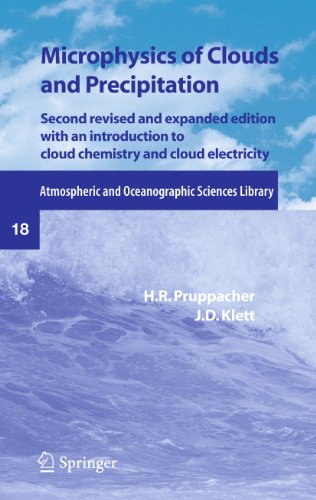 Microphysics of Clouds
and Precipitation
Second revised and expanded edition
with an introduction to
cloud chemistry and cloud electricity
Atmospheric and Oceanographic Sciences Library
18
H.R. Pruppacher
J.D. Klett
Springer